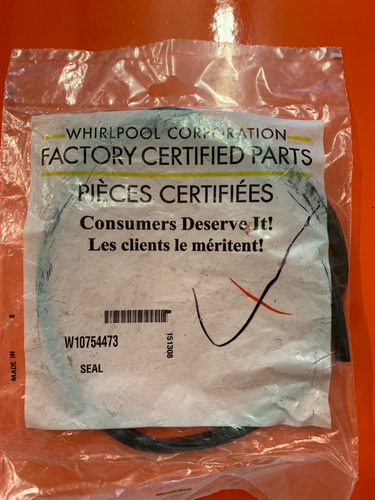 WHIRLPOOL CORPORATION
FACTORY CERTIFIED PARTS
PIÈCES CERTIFIÉES
Consumers Deserve It!
Les clients le méritent!
W10754473
151308
SEAL
MADE IN